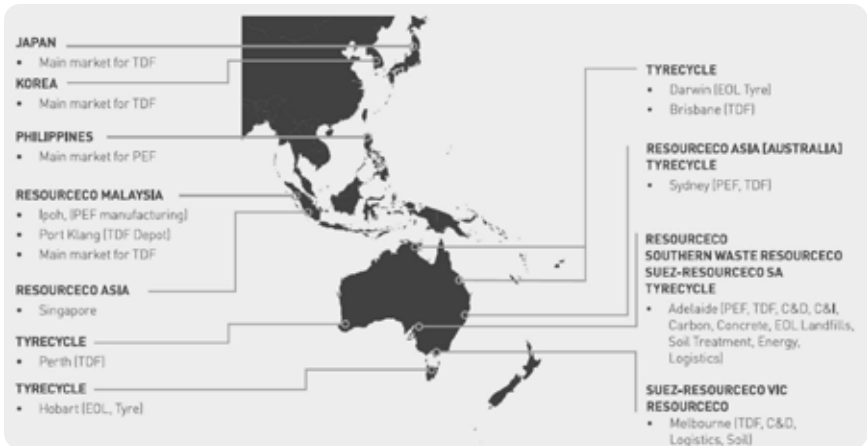 JAPAN
• Main market for TDF
KOREA
• Main market for TDF
PHILIPPINES
• Main market for PEF
RESOURCECO MALAYSIA
• Ipoh, (PEF manufacturing)
• Port Klang (TDF Depot)
• Main market for TDF
RESOURCECO ASIA
• Singapore
TYRECYCLE
• Perth (TDF)
TYRECYCLE
• Hobart (EOL, Tyre)
TYRECYCLE
• Darwin (EOL Tyre)
• Brisbane (TDF)
RESOURCECO ASIA (AUSTRALIA)
TYRECYCLE
• Sydney (PEF, TDF)
RESOURCECO
SOUTHERN WASTE RESOURCECO
SUEZ-RESOURCECO SA
TYRECYCLE
• Adelaide (PEF, TDF, C&D, C&I,
Carbon, Concrete, EOL Landfills,
Soil Treatment, Energy,
Logistics)
SUEZ-RESOURCECO VIC
RESOURCECO
• Melbourne (TDF, C&D,
Logistics, Soil)